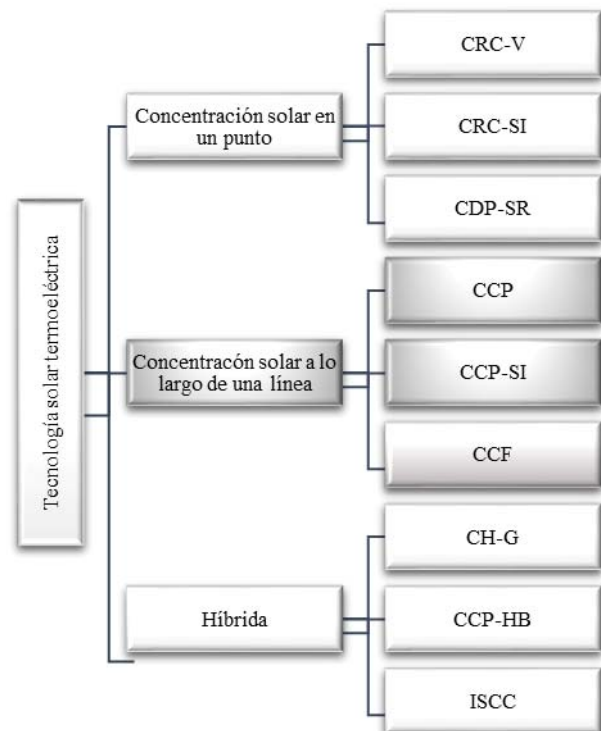 Tecnología solar termoeléctrica
Concentración solar en
un punto
CRC-V
CRC-SI
CDP-SR
Concentracón solar a lo
largo de una línea
CCP
CCP-SI
CCF
Híbrida
CH-G
CCP-HB
ISCC